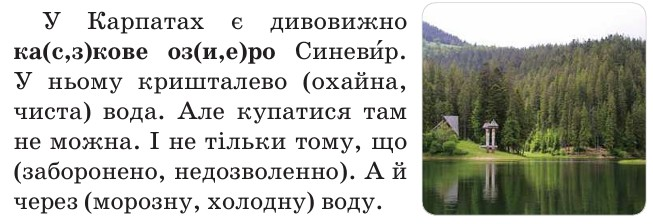 У Карпатах є дивовижно
ка(с,з)кове оз(и,е)ро Синеви́р.
У ньому кришталево (охайна,
чиста) вода. Але купатися там
не можна. І не тільки тому, що
(заборонено, недозволенно). А й
через (морозну, холодну) воду.